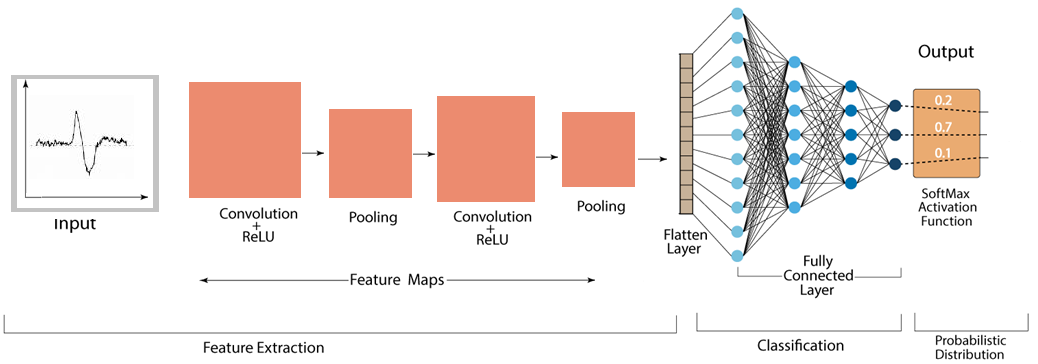 Input
Convolution
+
ReLU
Pooling
Convolution
+
ReLU
Pooling
Feature Maps
Feature Extraction
Flatten
Layer
Fully
Connected
Layer
Classification
Output
0.2
0.7
0.1
SoftMax
Activation
Function
Probabilistic
Distribution